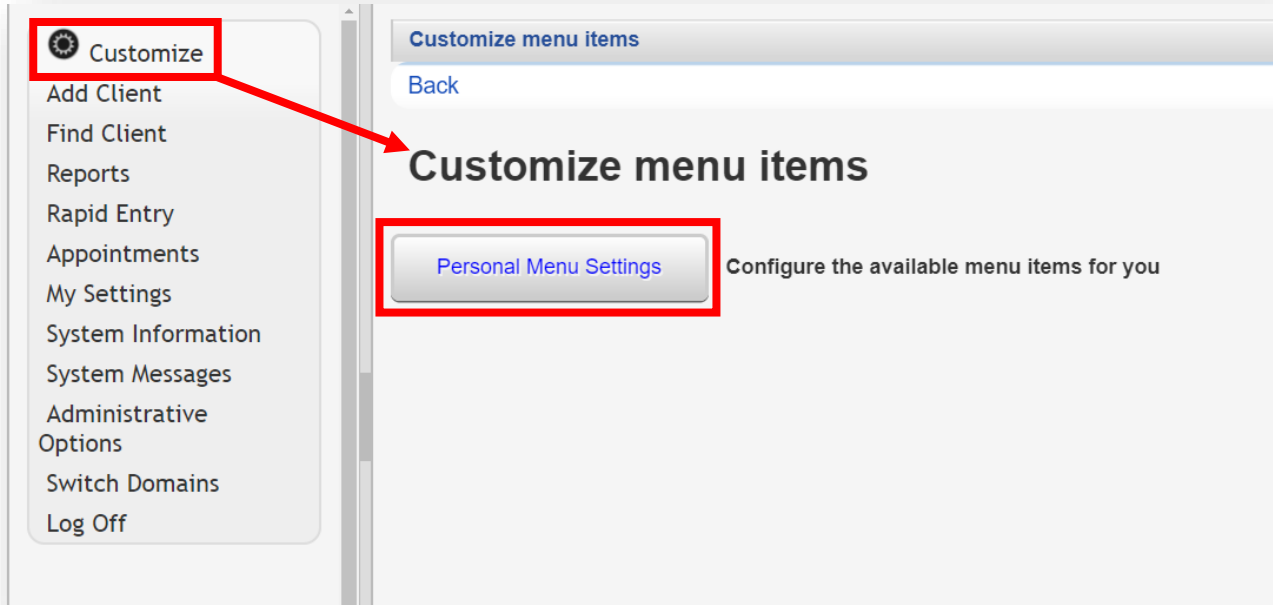 Customize
Add Client
Find Client
Reports
Rapid Entry
Appointments
My Settings
System Information
System Messages
Administrative
Options
Switch Domains
Log Off
Customize menu items
Back
Customize menu items
Personal Menu Settings
Configure the available menu items for you